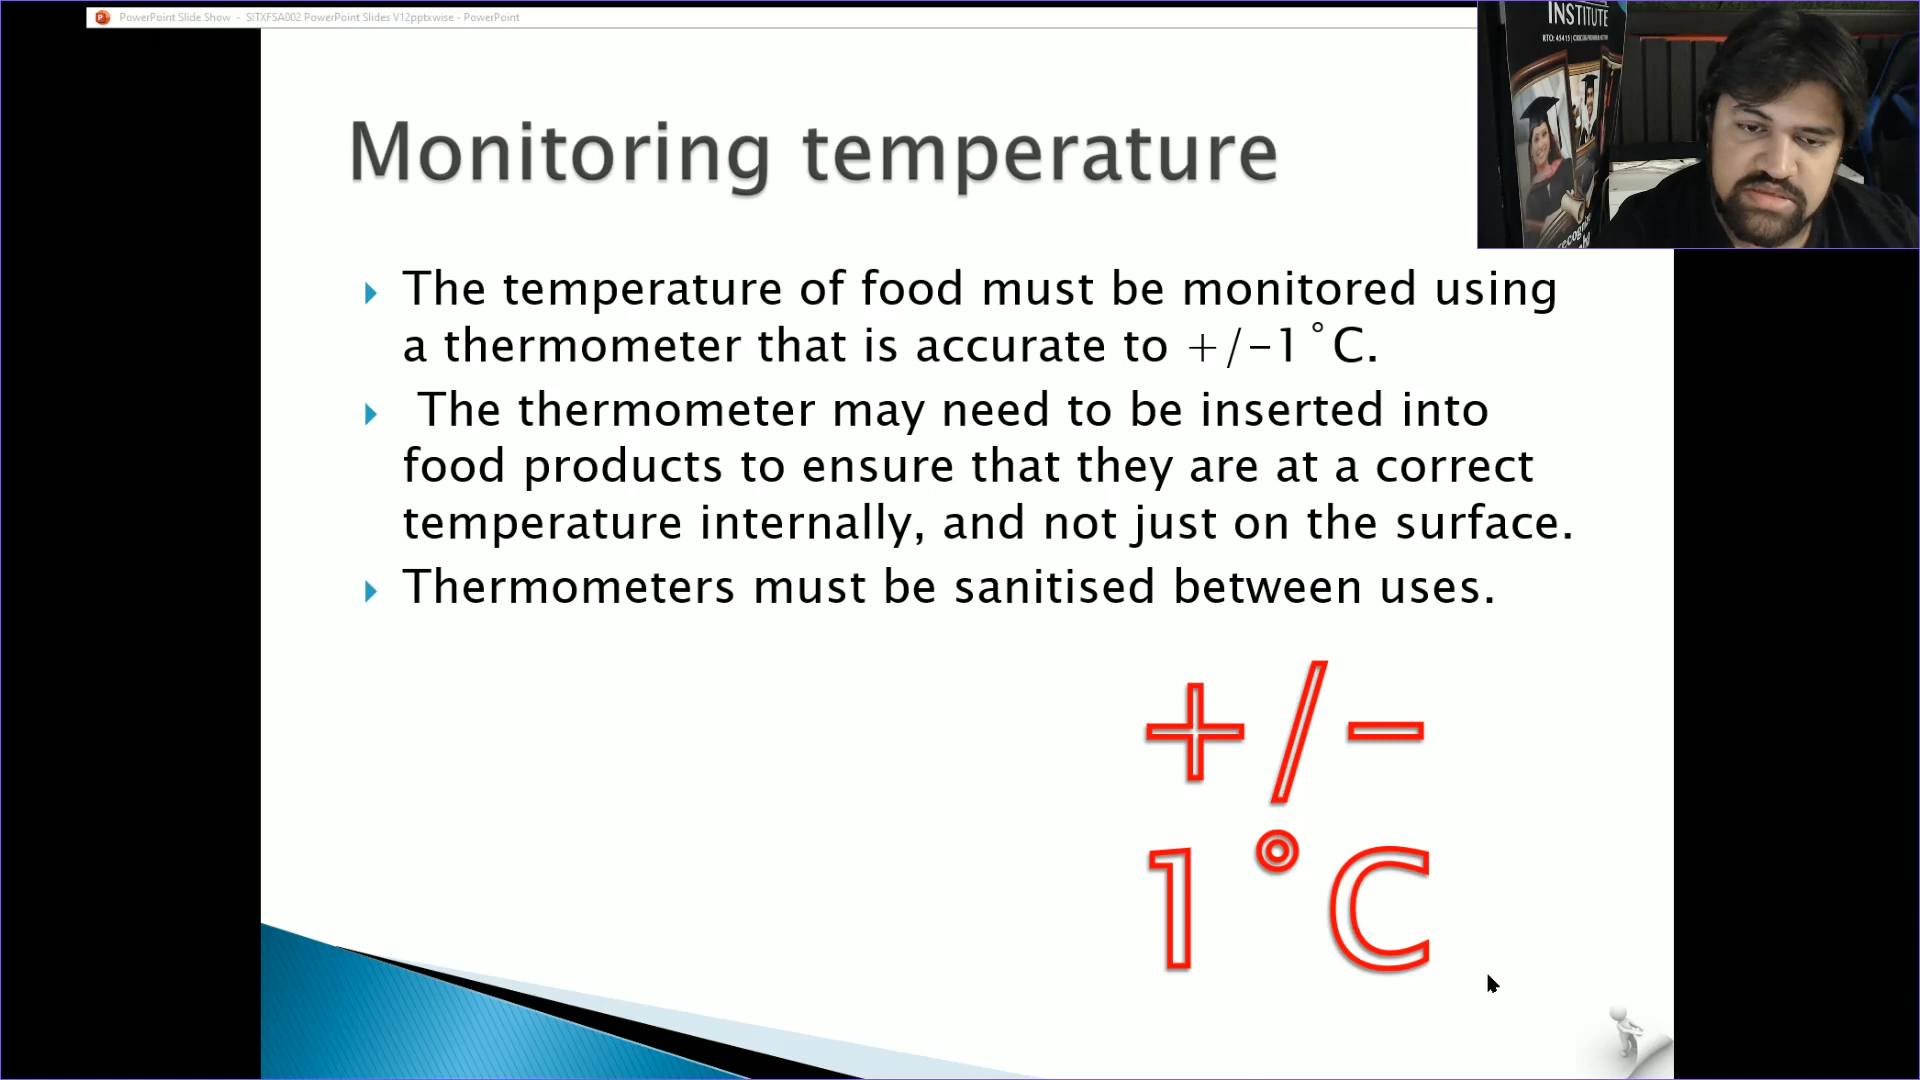 PowerPoint Slide Show - SITXFSA002 PowerPoint Slides V12pptxwise - PowerPoint
INSTITUTE
RTO: 45415 |
Monitoring temperature
The temperature of food must be monitored using
a thermometer that is accurate to +/-1˚C.
The thermometer may need to be inserted into
food products to ensure that they are at a correct
temperature internally, and not just on the surface.
Thermometers must be sanitised between uses.
+/-
1˚C